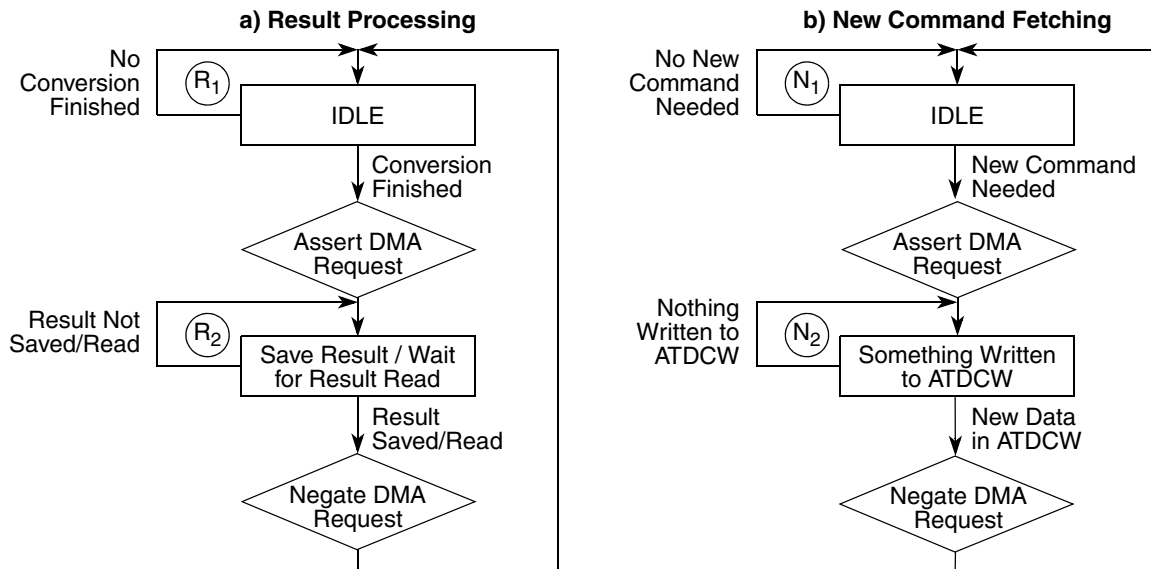 a) Result Processing
No
Conversion
Finished
R1
IDLE
Conversion
Finished
Assert DMA
Request
Result Not
Saved/Read
R2
Save Result / Wait
for Result Read
Result
Saved/Read
Negate DMA
Request
b) New Command Fetching
No New
Command
Needed
N1
IDLE
New Command
Needed
Assert DMA
Request
Nothing
Written to
ATDCW
N2
Something Written
to ATDCW
New Data
in ATDCW
Negate DMA
Request